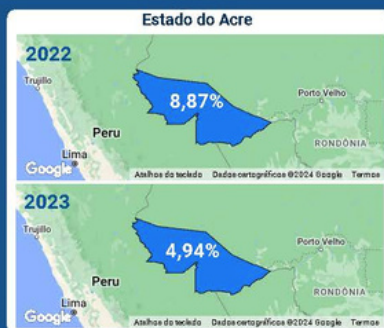 Estado do Acre
2022
Trujillo
8,87%
Porto Velho
Peru
RONDÔNIA
Lima
Google
Atalhos do teclado Dados cartográficos ©2024 Google Termos
2023
Trujillo
4,94%
Porto Velho
Peru
RONDÔNIA
Lima
Google
Atalhos do teclado Dados cartográficos ©2024 Google Termos